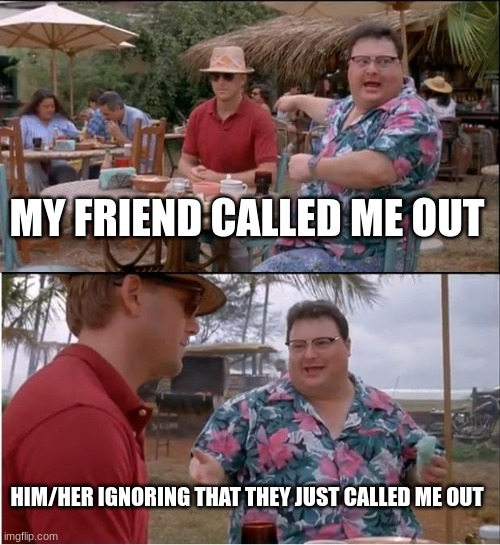 MY FRIEND CALLED ME OUT
HIM/HER IGNORING THAT THEY JUST CALLED ME OUT
imgflip.com